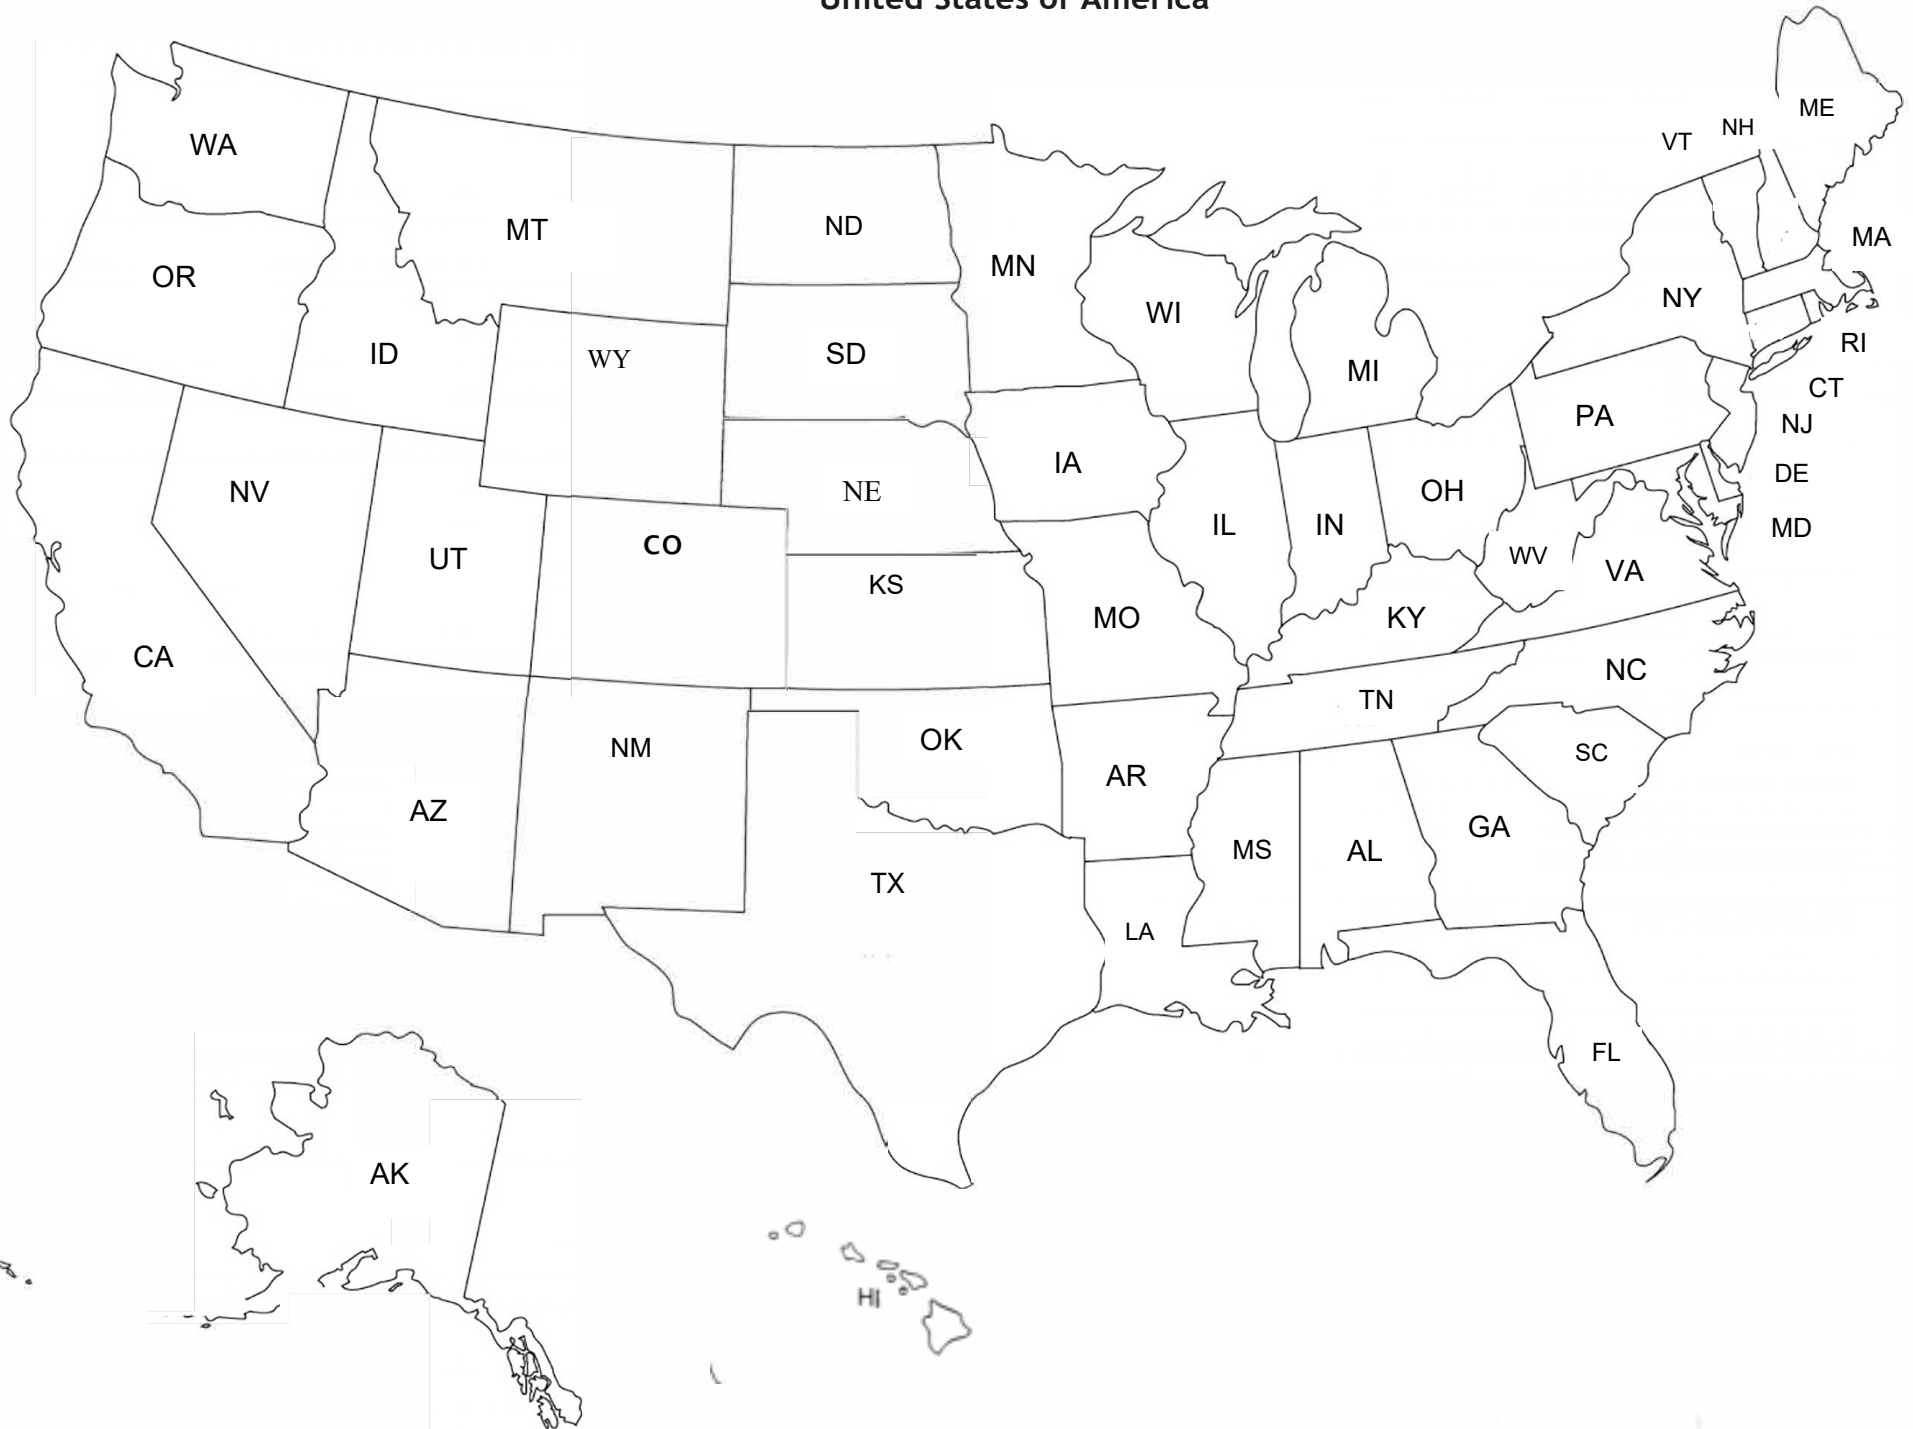 United States of America
ME
NH
VT
WA
MT
ND
MA
OR
MN
NY
WI
ID
WY
SD
RI
MI
CT
PA
NJ
IA
DE
NV
NE
OH
IL
IN
MD
CO
UT
WV
VA
KS
MO
KY
CA
NC
TN
NM
OK
SC
AR
AZ
GA
MS
AL
TX
LA
FL
AK
HI